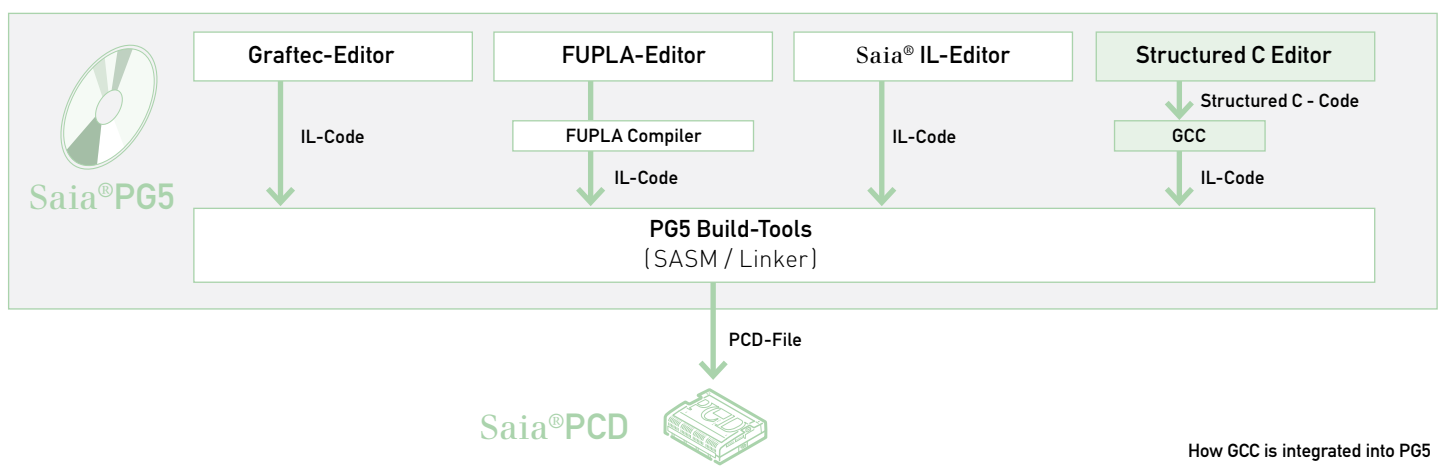 Graftec-Editor
FUPLA-Editor
Saia® IL-Editor
Structured C Editor
Structured C - Code
IL-Code
FUPLA Compiler
IL-Code
GCC
IL-Code
IL-Code
Saia®PG5
PG5 Build-Tools
(SASM / Linker)
PCD-File
Saia®PCD
PCD
How GCC is integrated into PG5